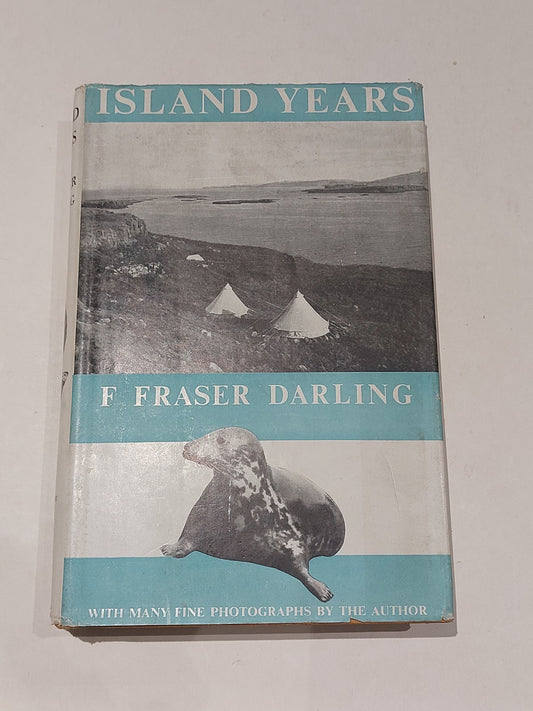 ISLAND YEARS
F FRASER DARLING
WITH MANY FINE PHOTOGRAPHS BY THE AUTHOR